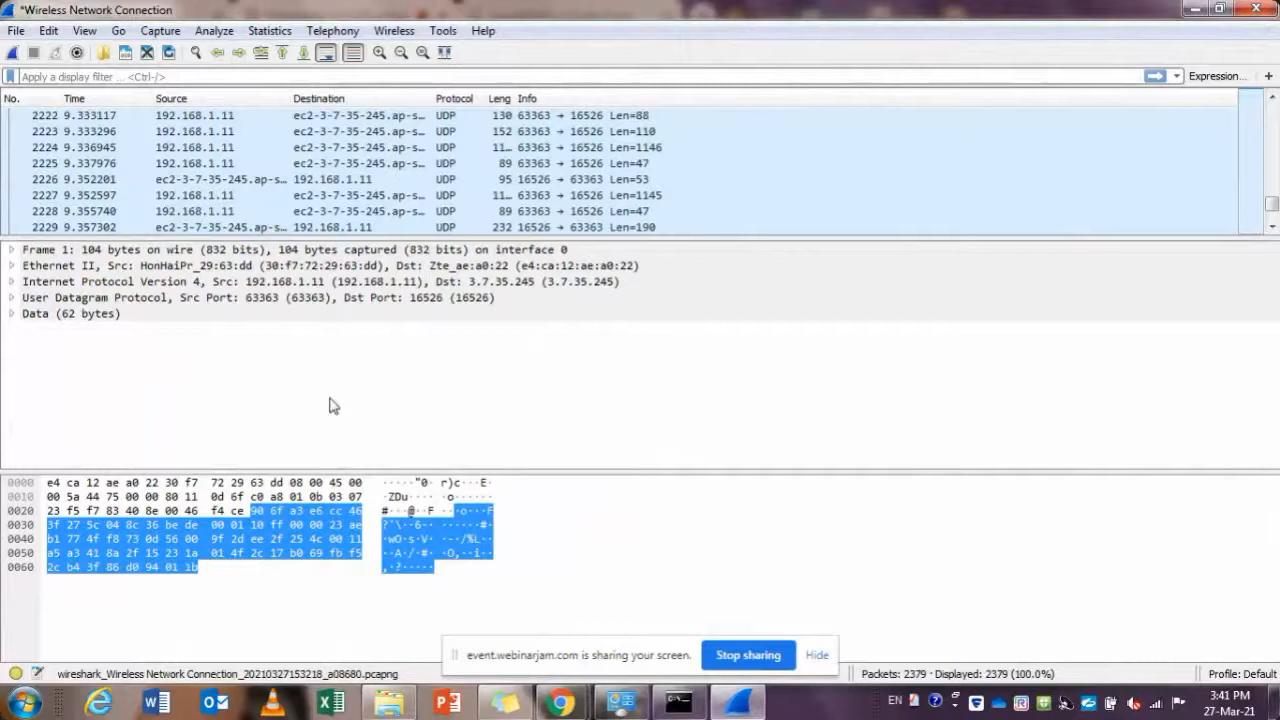 *Wireless Network Connection
File Edit View Go Capture Analyze Statistics Telephony Wireless Tools Help
Apply a display filter ... <Ctrl-/> Expression... +
No. Time Source Destination Protocol Leng Info
2222 9.333117 192.168.1.11 ec2-3-7-35-245.ap-s… UDP 130 63363 → 16526 Len=88
2223 9.333296 192.168.1.11 ec2-3-7-35-245.ap-s… UDP 152 63363 → 16526 Len=110
2224 9.336945 192.168.1.11 ec2-3-7-35-245.ap-s… UDP 11… 63363 → 16526 Len=1146
2225 9.337976 192.168.1.11 ec2-3-7-35-245.ap-s… UDP 89 63363 → 16526 Len=47
2226 9.352201 ec2-3-7-35-245.ap-s… 192.168.1.11 UDP 95 16526 → 63363 Len=53
2227 9.352597 192.168.1.11 ec2-3-7-35-245.ap-s… UDP 11… 63363 → 16526 Len=1145
2228 9.355740 192.168.1.11 ec2-3-7-35-245.ap-s… UDP 89 63363 → 16526 Len=47
2229 9.357302 ec2-3-7-35-245.ap-s… 192.168.1.11 UDP 232 16526 → 63363 Len=190
Frame 1: 104 bytes on wire (832 bits), 104 bytes captured (832 bits) on interface 0
Ethernet II, Src: HonHaiPr_29:63:dd (30:f7:72:29:63:dd), Dst: Zte_ae:a0:22 (e4:ca:12:ae:a0:22)
Internet Protocol Version 4, Src: 192.168.1.11 (192.168.1.11), Dst: 3.7.35.245 (3.7.35.245)
User Datagram Protocol, Src Port: 63363 (63363), Dst Port: 16526 (16526)
Data (62 bytes)
0000 e4 ca 12 ae a0 22 30 f7 72 29 63 dd 08 00 45 00 ·····"0· r)c···E·
0010 00 5a 44 75 00 00 80 11 0d 6f c0 a8 01 0b 03 07 ·ZDu···· ·o······
0020 23 f5 f7 83 40 8e 00 46 f4 ce 90 6f a3 e6 cc 46 #···@··F ···o···F
0030 3f 27 5c 04 8c 36 be de 00 01 10 ff 00 00 23 ae ?'\··6·· ······#·
0040 b1 77 4f f8 73 0d 56 00 9f 2d ee 2f 25 4c 00 11 ·wO·s·V· ·-·/%L··
0050 a5 a3 41 8a 2f 15 23 1a 01 4f 2c 17 b0 69 fb f5 ··A·/·#· ·O,··i··
0060 2c b4 3f 86 d0 94 01 1b ,·?·····
event.webinarjam.com is sharing your screen. Stop sharing Hide
wireshark_Wireless Network Connection_20210327153218_a08680.pcapng Packets: 2379 · Displayed: 2379 (100.0%) Profile: Default
EN 3:41 PM
27-Mar-21